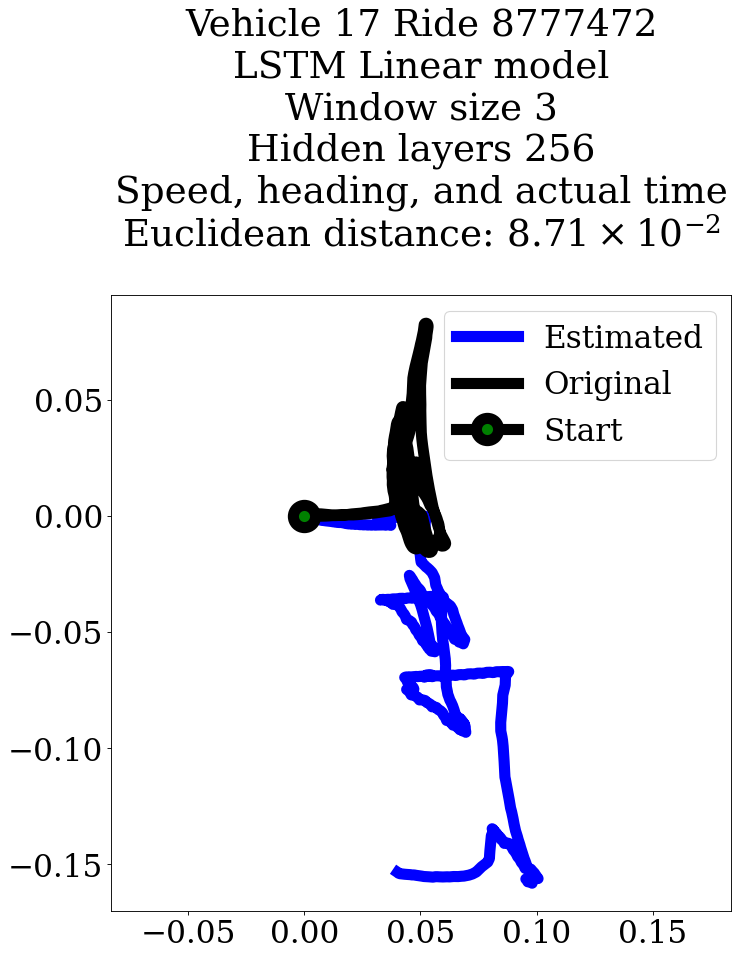 Vehicle 17 Ride 8777472
LSTM Linear model
Window size 3
Hidden layers 256
Speed, heading, and actual time
Euclidean distance: 8.71 × 10⁻²
Estimated
Original
Start
0.05
0.00
−0.05
−0.10
−0.15
−0.05 0.00 0.05 0.10 0.15